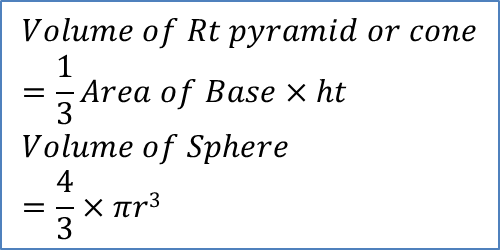 Volume of Rt pyramid or cone
= 1/3 Area of Base × ht
Volume of Sphere
= 4/3 × πr³